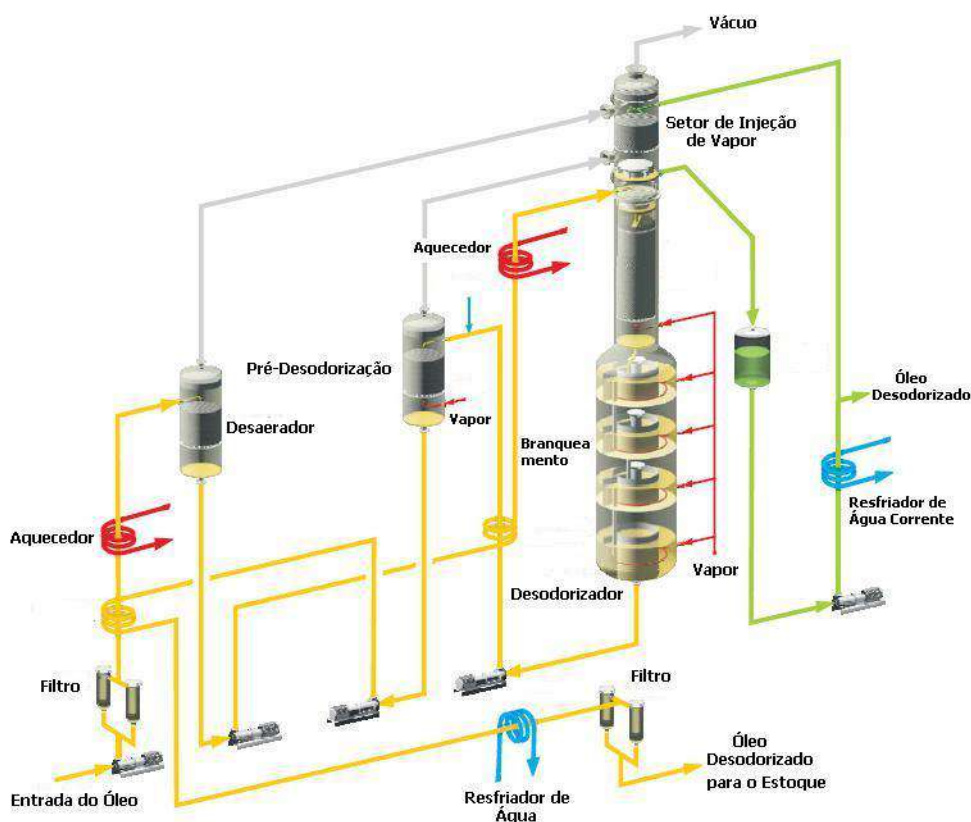 Vácuo
Setor de Injeção
de Vapor
Aquecedor
Pré-Desodorização
Vapor
Desaerador
Óleo
Desodorizado
Branquea
mento
Resfriador de
Água Corrente
Aquecedor
Vapor
Desodorizador
Filtro
Filtro
Óleo
Desodorizado
para o Estoque
Entrada do Óleo
Resfriador de
Água